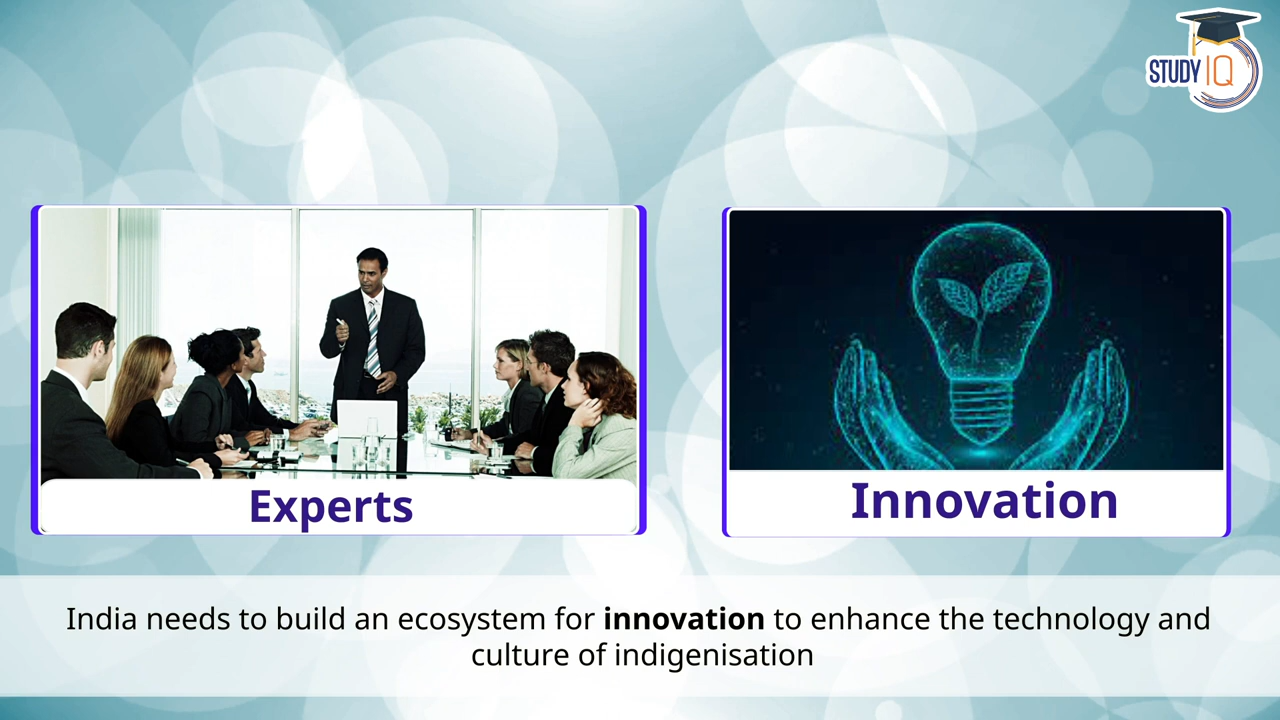 STUDY IQ
Experts
Innovation
India needs to build an ecosystem for innovation to enhance the technology and
culture of indigenisation